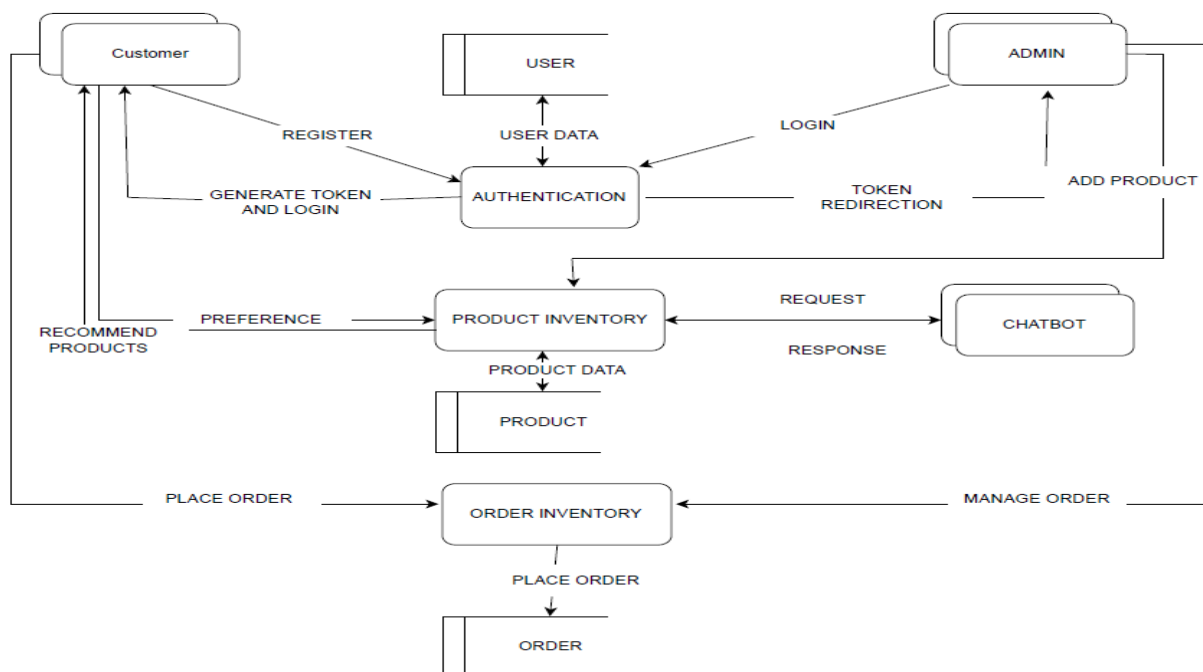 Customer
USER
ADMIN
REGISTER
USER DATA
LOGIN
GENERATE TOKEN
AND LOGIN
AUTHENTICATION
TOKEN
REDIRECTION
ADD PRODUCT
RECOMMEND
PRODUCTS
PREFERENCE
PRODUCT INVENTORY
REQUEST
RESPONSE
CHATBOT
PRODUCT DATA
PRODUCT
PLACE ORDER
ORDER INVENTORY
MANAGE ORDER
PLACE ORDER
ORDER